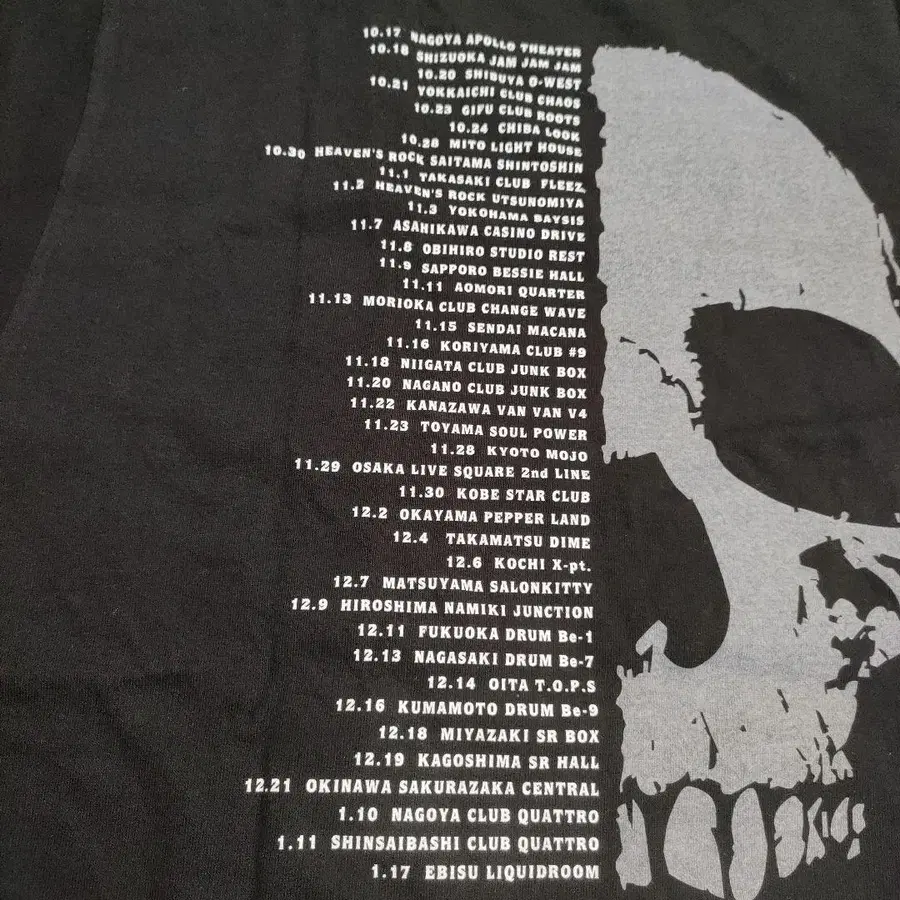 10.17 NAGOYA APOLLO THEATER
10.18 SHIZUOKA JAM JAM JAM
10.20 SHIBUYA O-WEST
10.21 YOKKAICHI CLUB CHAOS
10.23 GIFU CLUB ROOTS
10.24 CHIBA LOOK
10.28 MITO LIGHT HOUSE
10.30 HEAVEN'S ROCK SAITAMA SHINTOSHIN
11.1 TAKASAKI CLUB FLEEZ
11.2 HEAVEN'S ROCK UTSUNOMIYA
11.3 YOKOHAMA BAYSIS
11.7 ASAHIKAWA CASINO DRIVE
11.8 OBIHIRO STUDIO REST
11.9 SAPPORO BESSIE HALL
11.11 AOMORI QUARTER
11.13 MORIOKA CLUB CHANGE WAVE
11.15 SENDAI MACANA
11.16 KORIYAMA CLUB #9
11.18 NIIGATA CLUB JUNK BOX
11.20 NAGANO CLUB JUNK BOX
11.22 KANAZAWA VAN VAN V4
11.23 TOYAMA SOUL POWER
11.28 KYOTO MOJO
11.29 OSAKA LIVE SQUARE 2nd LINE
11.30 KOBE STAR CLUB
12.2 OKAYAMA PEPPER LAND
12.4 TAKAMATSU DIME
12.6 KOCHI X-pt.
12.7 MATSUYAMA SALONKITTY
12.9 HIROSHIMA NAMIKI JUNCTION
12.11 FUKUOKA DRUM Be-1
12.13 NAGASAKI DRUM Be-7
12.14 OITA T.O.P.S
12.16 KUMAMOTO DRUM Be-9
12.18 MIYAZAKI SR BOX
12.19 KAGOSHIMA SR HALL
12.21 OKINAWA SAKURAZAKA CENTRAL
1.10 NAGOYA CLUB QUATTRO
1.11 SHINSAIBASHI CLUB QUATTRO
1.17 EBISU LIQUIDROOM